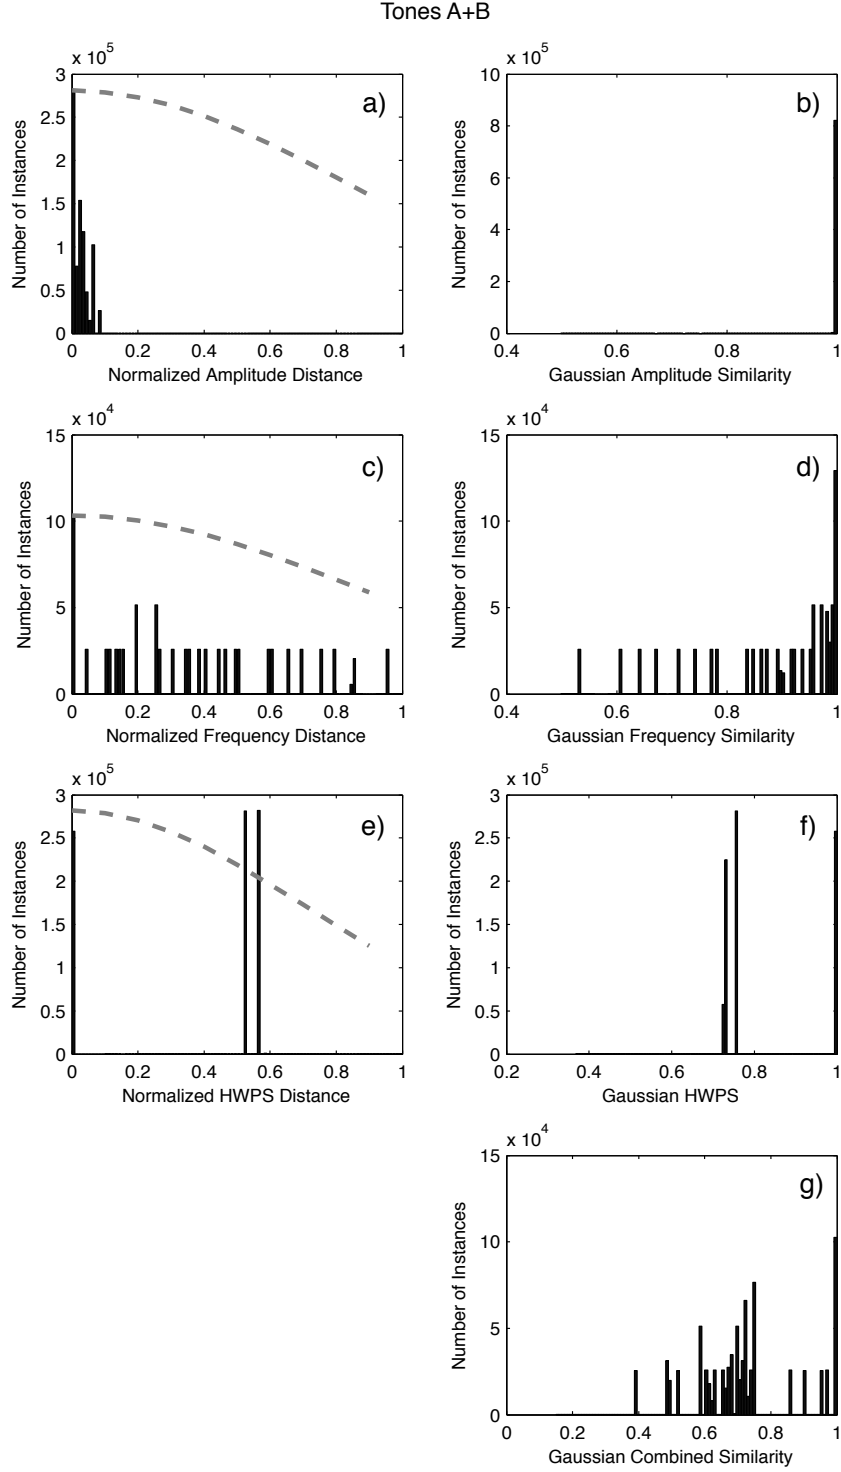 Tones A+B
x 10^5
3
2.5
2
1.5
1
0.5
0
a)
Number of Instances
0 0.2 0.4 0.6 0.8 1
Normalized Amplitude Distance
x 10^5
10
8
6
4
2
0
b)
Number of Instances
0.4 0.6 0.8 1
Gaussian Amplitude Similarity
x 10^4
15
10
5
0
c)
Number of Instances
0 0.2 0.4 0.6 0.8 1
Normalized Frequency Distance
x 10^4
15
10
5
0
d)
Number of Instances
0.4 0.6 0.8 1
Gaussian Frequency Similarity
x 10^5
3
2.5
2
1.5
1
0.5
0
e)
Number of Instances
0 0.2 0.4 0.6 0.8 1
Normalized HWPS Distance
x 10^5
3
2.5
2
1.5
1
0.5
0
f)
Number of Instances
0.2 0.4 0.6 0.8 1
Gaussian HWPS
x 10^4
15
10
5
0
g)
Number of Instances
0 0.2 0.4 0.6 0.8 1
Gaussian Combined Similarity